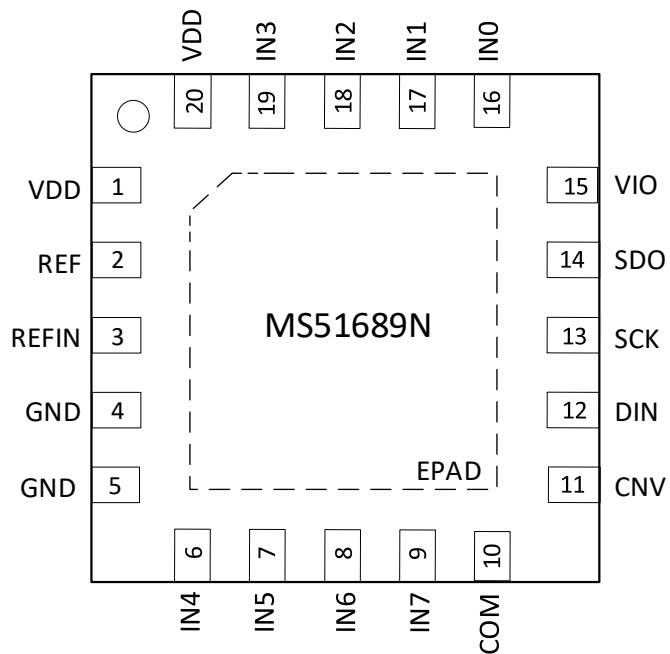 VDD IN3 IN2 IN1 IN0
20 19 18 17 16
VDD 1 15 VIO
REF 2 14 SDO
REFIN 3 MS51689N 13 SCK
GND 4 12 DIN
GND 5 EPAD 11 CNV
6 7 8 9 10
IN4 IN5 IN6 IN7 COM